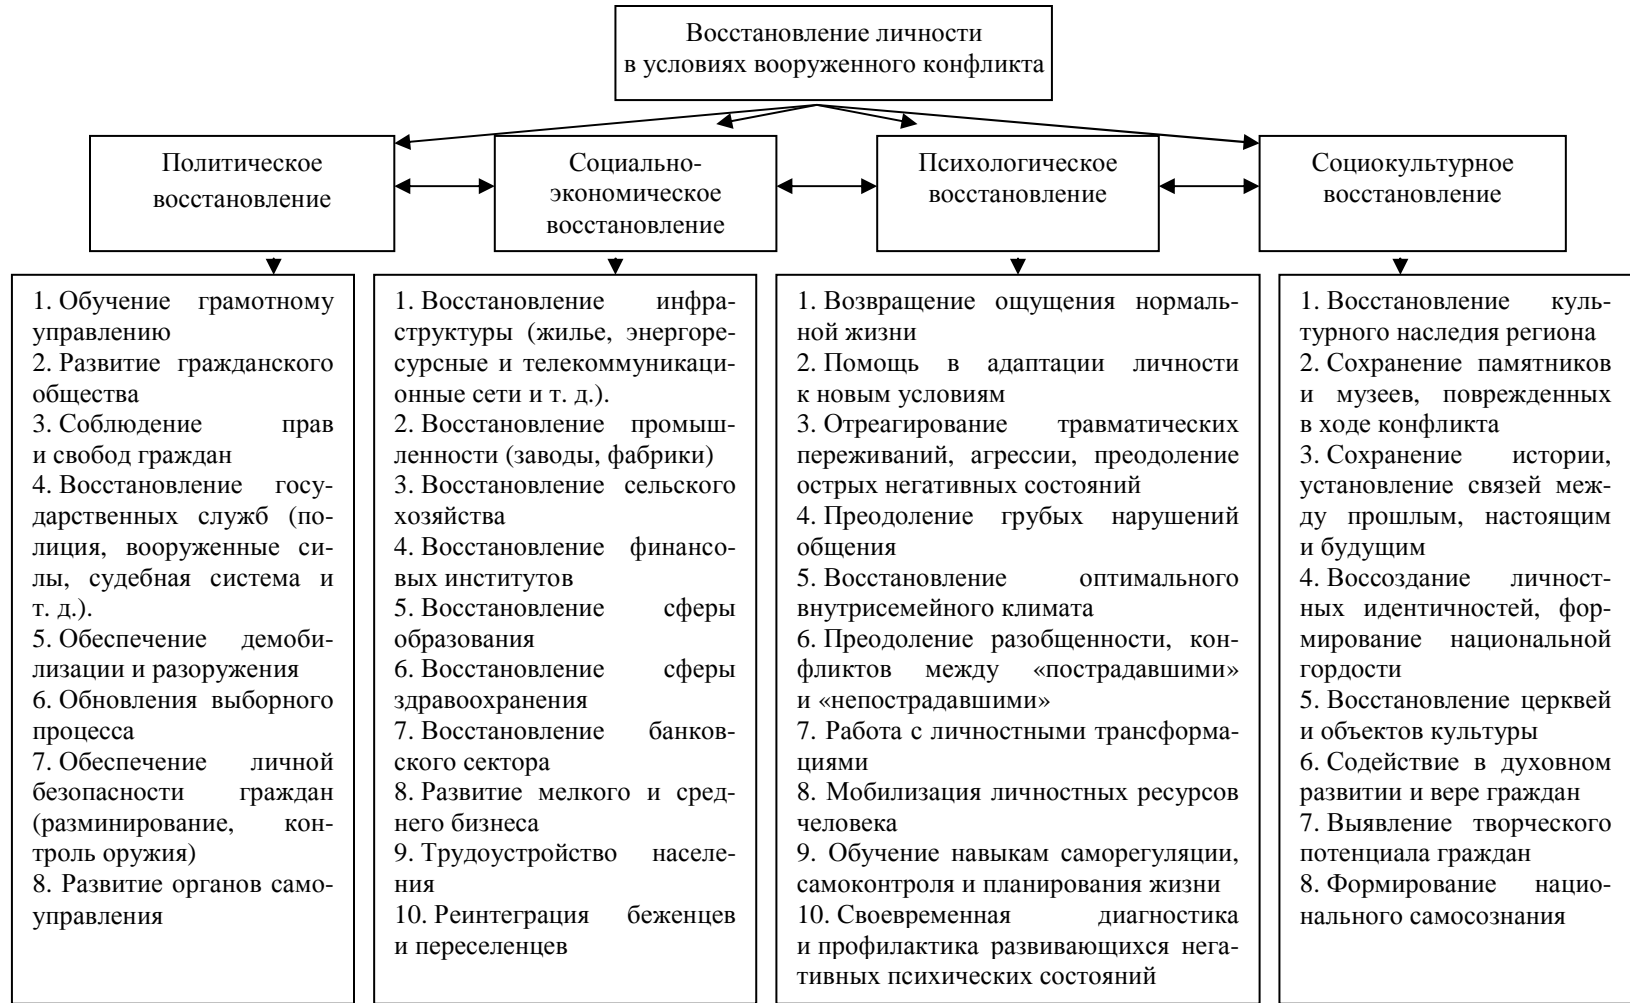 Восстановление личности
в условиях вооруженного конфликта
Политическое
восстановление
Социально-
экономическое
восстановление
Психологическое
восстановление
Социокультурное
восстановление
1. Обучение грамотному
управлению
2. Развитие гражданского
общества
3. Соблюдение прав
и свобод граждан
4. Восстановление госу-
дарственных служб (по-
лиция, вооруженные си-
лы, судебная система и
т. д.).
5. Обеспечение демоби-
лизации и разоружения
6. Обновления выборного
процесса
7. Обеспечение личной
безопасности граждан
(разминирование, кон-
троль оружия)
8. Развитие органов само-
управления
1. Восстановление инфра-
структуры (жилье, энергоре-
сурсные и телекоммуникаци-
онные сети и т. д.).
2. Восстановление промыш-
ленности (заводы, фабрики)
3. Восстановление сельского
хозяйства
4. Восстановление финансо-
вых институтов
5. Восстановление сферы
образования
6. Восстановление сферы
здравоохранения
7. Восстановление банков-
ского сектора
8. Развитие мелкого и сред-
него бизнеса
9. Трудоустройство населе-
ния
10. Реинтеграция беженцев
и переселенцев
1. Возвращение ощущения нормаль-
ной жизни
2. Помощь в адаптации личности
к новым условиям
3. Отреагирование травматических
переживаний, агрессии, преодоление
острых негативных состояний
4. Преодоление грубых нарушений
общения
5. Восстановление оптимального
внутрисемейного климата
6. Преодоление разобщенности, кон-
фликтов между «пострадавшими»
и «непострадавшими»
7. Работа с личностными трансформа-
циями
8. Мобилизация личностных ресурсов
человека
9. Обучение навыкам саморегуляции,
самоконтроля и планирования жизни
10. Своевременная диагностика
и профилактика развивающихся нега-
тивных психических состояний
1. Восстановление куль-
турного наследия региона
2. Сохранение памятников
и музеев, поврежденных
в ходе конфликта
3. Сохранение истории,
установление связей меж-
ду прошлым, настоящим
и будущим
4. Воссоздание личност-
ных идентичностей, фор-
мирование национальной
гордости
5. Восстановление церквей
и объектов культуры
6. Содействие в духовном
развитии и вере граждан
7. Выявление творческого
потенциала граждан
8. Формирование нацио-
нального самосознания